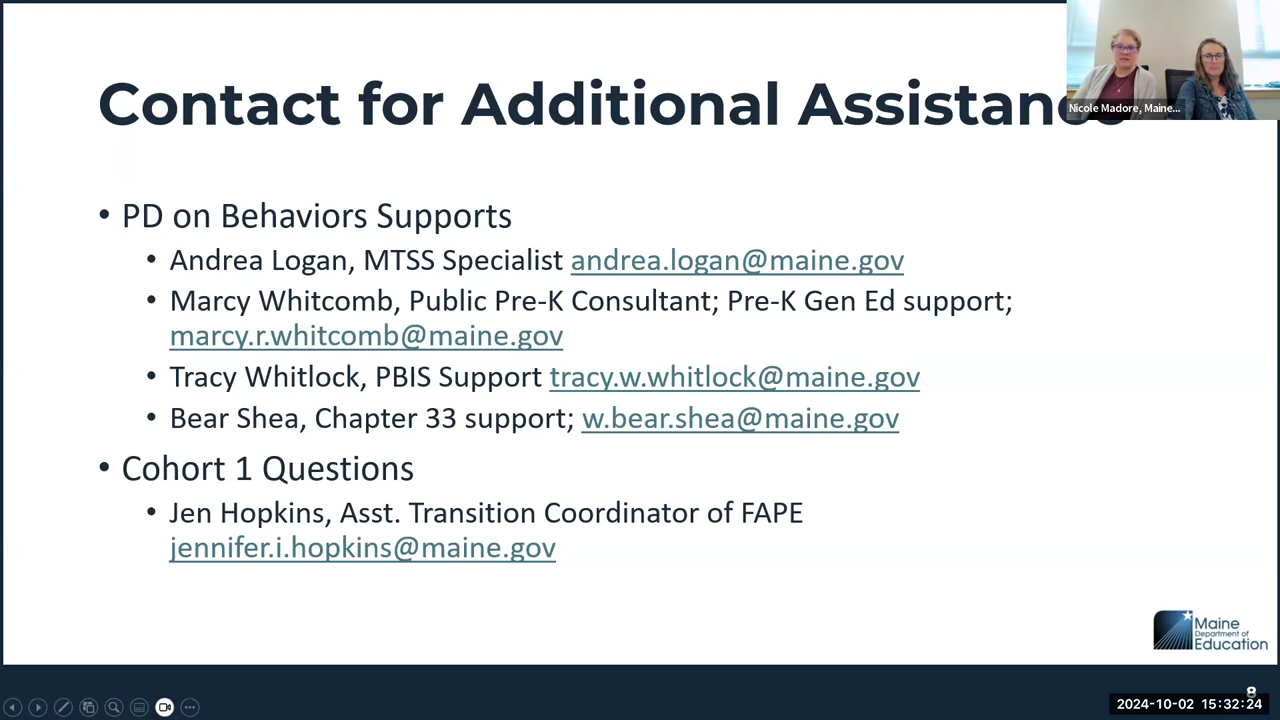 Contact for Additional Assistance
Nicole Madore, Maine...
• PD on Behaviors Supports
• Andrea Logan, MTSS Specialist andrea.logan@maine.gov
• Marcy Whitcomb, Public Pre-K Consultant; Pre-K Gen Ed support;
marcy.r.whitcomb@maine.gov
• Tracy Whitlock, PBIS Support tracy.w.whitlock@maine.gov
• Bear Shea, Chapter 33 support; w.bear.shea@maine.gov
• Cohort 1 Questions
• Jen Hopkins, Asst. Transition Coordinator of FAPE
jennifer.i.hopkins@maine.gov
Maine
Department of
Education
8
2024-10-02 15:32:24